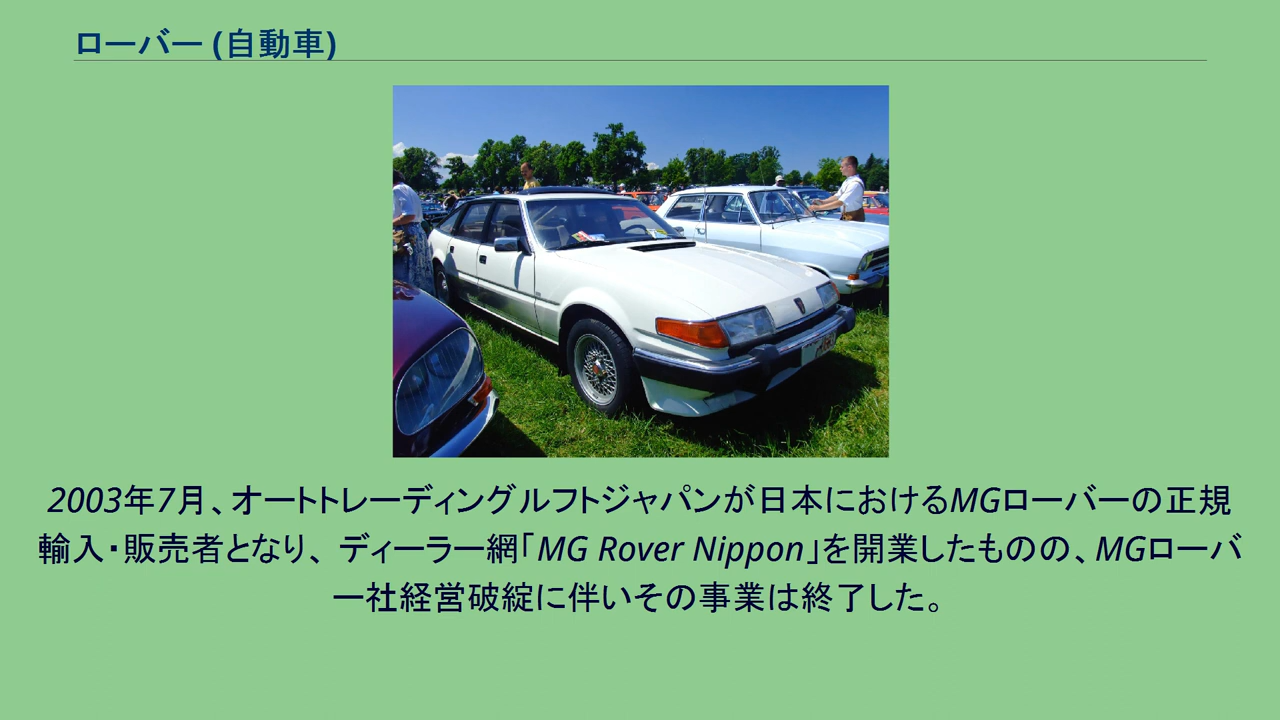 ローバー (自動車)
2003年7月、オートトレーディングルフトジャパンが日本におけるMGローバーの正規
輸入・販売者となり、 ディーラー網「MG Rover Nippon」を開業したものの、MGローバ
ー社経営破綻に伴いその事業は終了した。